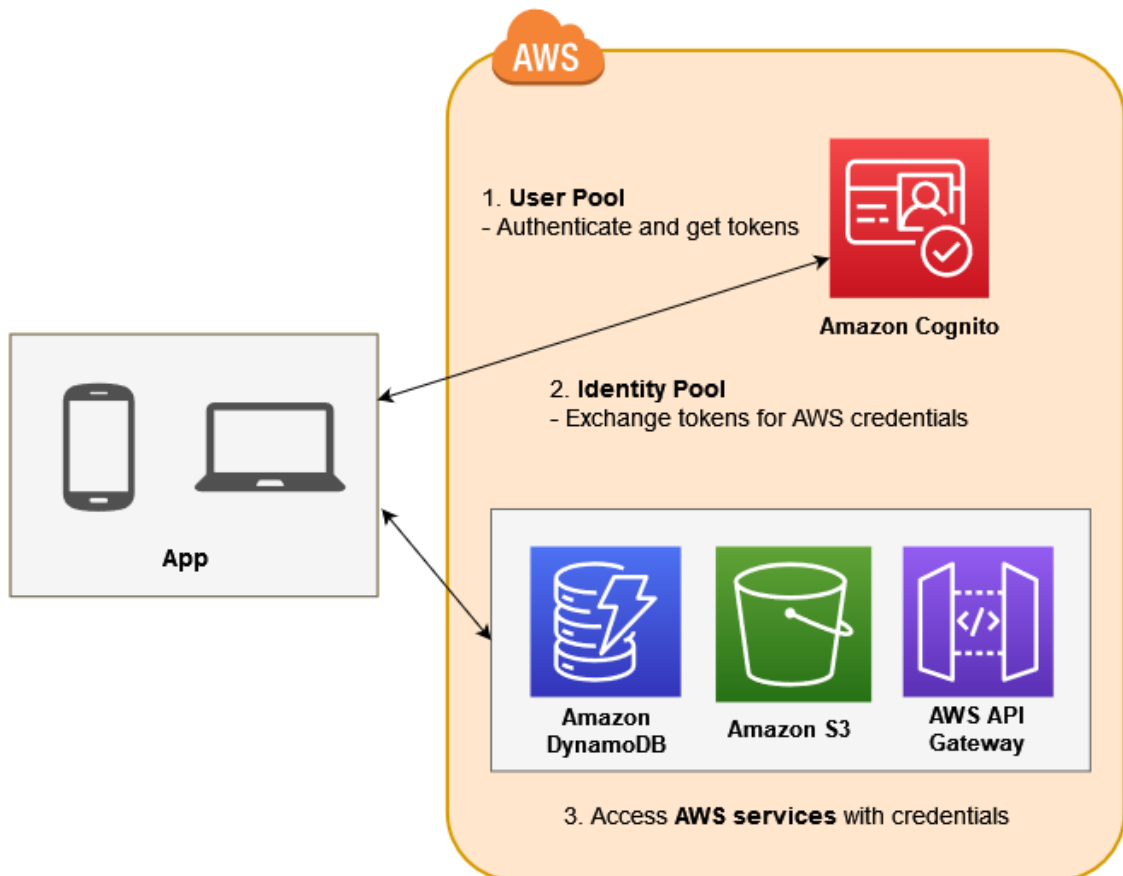 AWS
1. User Pool
- Authenticate and get tokens
Amazon Cognito
2. Identity Pool
- Exchange tokens for AWS credentials
App
</>
Amazon
DynamoDB
Amazon S3
AWS API
Gateway
3. Access AWS services with credentials